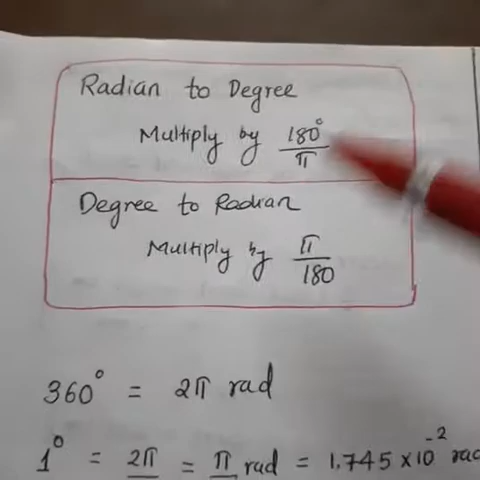 Radian to Degree
Multiply by 180°/π
Degree to Radian
Multiply by π/180
360° = 2π rad
1° = 2π = π rad = 1.745 × 10⁻² rad